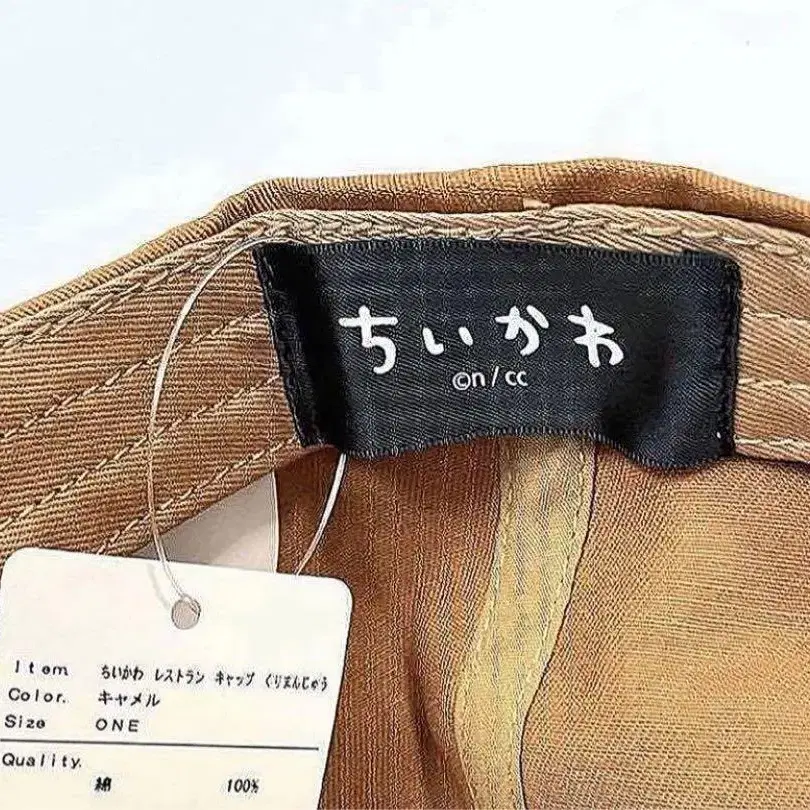 ちいかわ
©n/cc
Item ちいかわ レストラン キャップ くりまんじゅう
Color. キャメル
Size ONE
Quality.
綿 100%